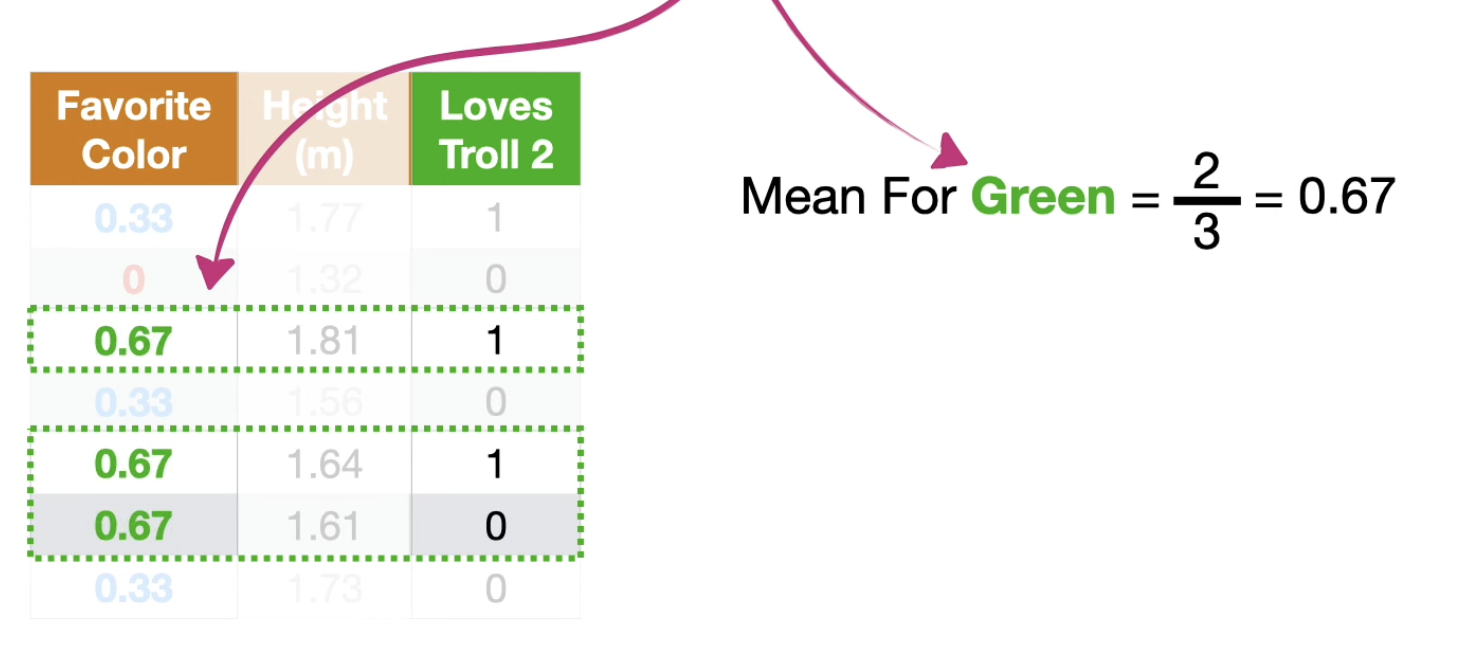 Favorite Color Height (m) Loves Troll 2
0.33 1.77 1
0 1.32 0
0.67 1.81 1
0.33 1.56 0
0.67 1.64 1
0.67 1.61 0
0.33 1.73 0
Mean For Green = 2/3 = 0.67